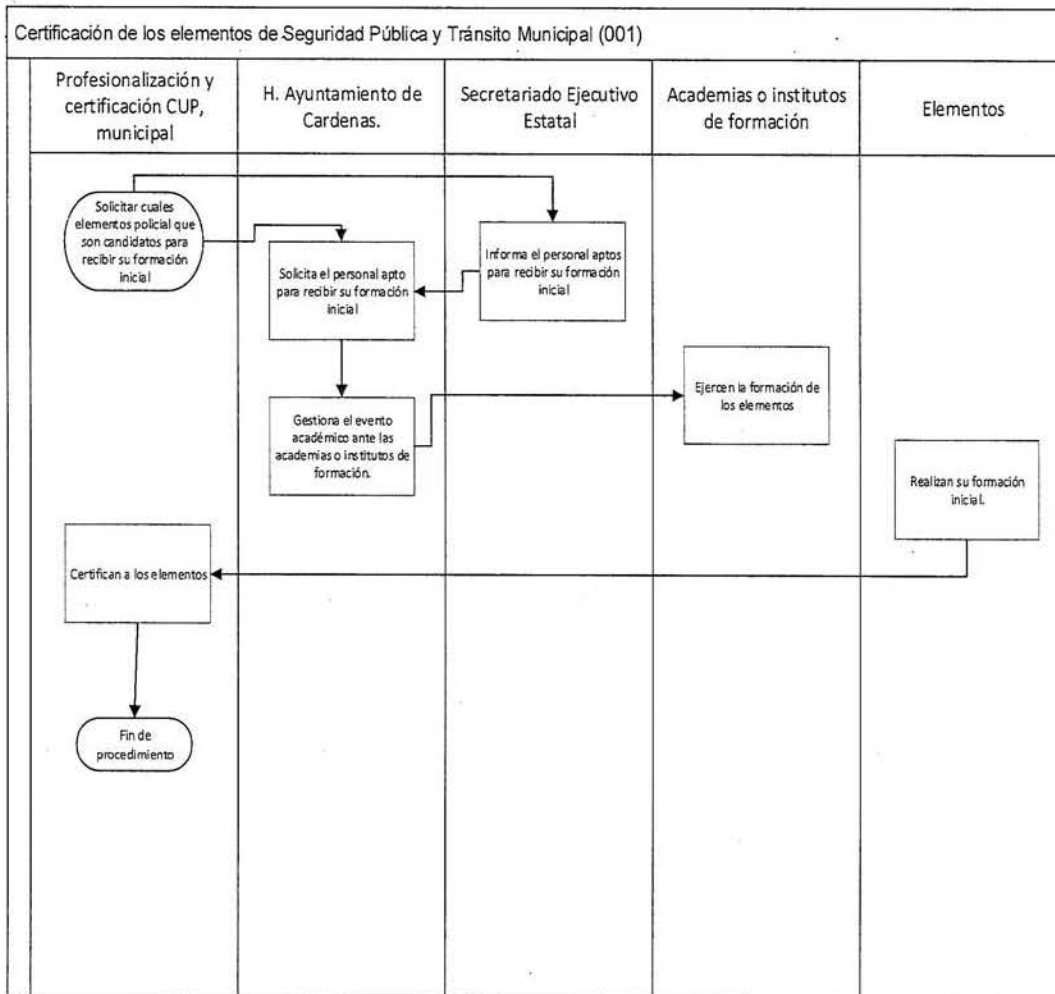 Certificación de los elementos de Seguridad Pública y Tránsito Municipal (001)
Profesionalización y
certificación CUP,
municipal
H. Ayuntamiento de
Cardenas.
Secretariado Ejecutivo
Estatal
Academias o institutos
de formación
Elementos
Solicitar cuales
elementos policial que
son candidatos para
recibir su formación
inicial
Solicita el personal apto
para recibir su formación
inicial
Informa el personal aptos
para recibir su formación
inicial
Gestiona el evento
académico ante las
academias o institutos de
formación.
Ejercen la formación de
los elementos
Realizan su formación
inicial.
Certifican a los elementos
Fin de
procedimiento